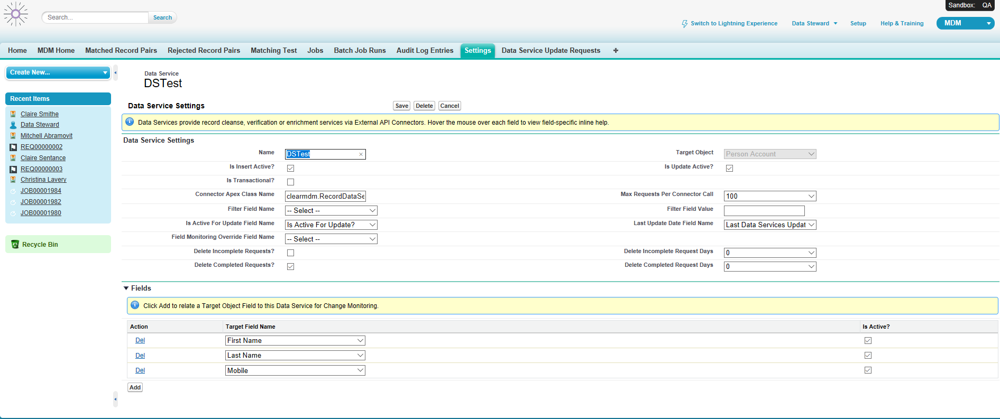 Sandbox: QA
Search...
Search
Switch to Lightning Experience
Data Steward
Setup
Help & Training
MDM
Home
MDM Home
Matched Record Pairs
Rejected Record Pairs
Matching Test
Jobs
Batch Job Runs
Audit Log Entries
Settings
Data Service Update Requests
Create New...
Recent Items
Claire Smithe
Data Steward
Mitchell Abramovit
REQ00000002
Claire Sentance
REQ00000003
Christina Lavery
JOB00001984
JOB00001982
JOB00001980
Recycle Bin
Data Service
DSTest
Data Service Settings
Save
Delete
Cancel
Data Services provide record cleanse, verification or enrichment services via External API Connectors. Hover the mouse over each field to view field-specific inline help.
Data Service Settings
Name
DSTest
Target Object
Person Account
Is Insert Active?
Is Update Active?
Is Transactional?
Connector Apex Class Name
clearmdm.RecordDataSe
Max Requests Per Connector Call
100
Filter Field Name
-- Select --
Filter Field Value
Is Active For Update Field Name
Is Active For Update?
Last Update Date Field Name
Last Data Services Updat
Field Monitoring Override Field Name
-- Select --
Delete Incomplete Requests?
Delete Incomplete Request Days
0
Delete Completed Requests?
Delete Completed Request Days
0
Fields
Click Add to relate a Target Object Field to this Data Service for Change Monitoring.
Action
Target Field Name
Is Active?
Del
First Name
Del
Last Name
Del
Mobile
Add